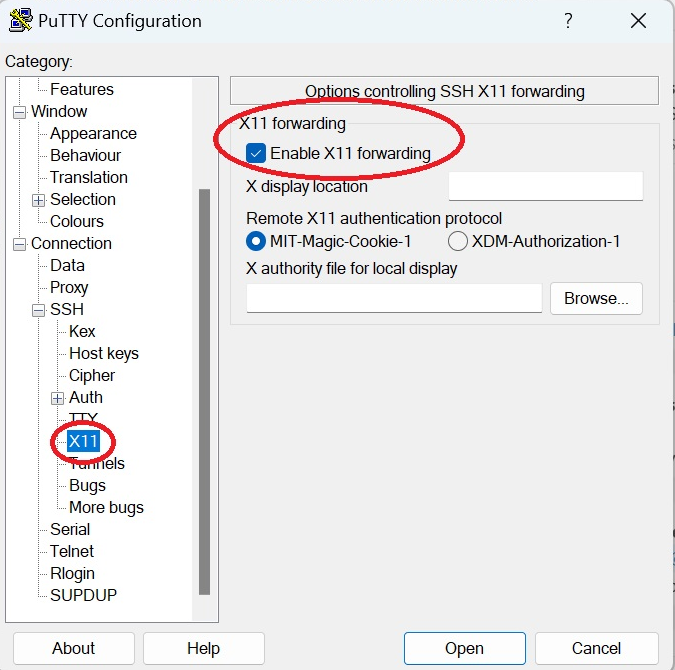 PuTTY Configuration
?
Category:
Features
Window
Appearance
Behaviour
Translation
Selection
Colours
Connection
Data
Proxy
SSH
Kex
Host keys
Cipher
Auth
TTY
X11
Tunnels
Bugs
More bugs
Serial
Telnet
Rlogin
SUPDUP
Options controlling SSH X11 forwarding
X11 forwarding
Enable X11 forwarding
X display location
Remote X11 authentication protocol
MIT-Magic-Cookie-1 XDM-Authorization-1
X authority file for local display
Browse...
About Help Open Cancel